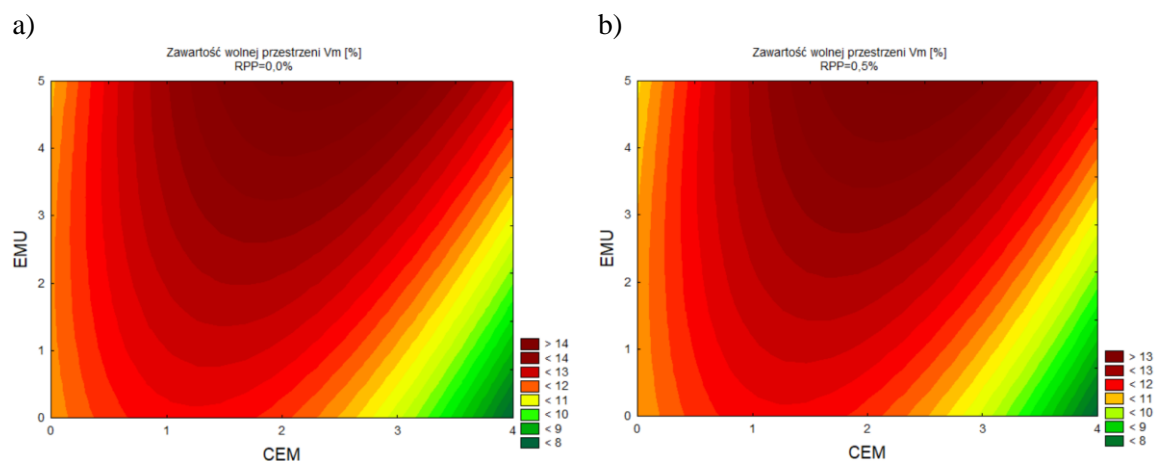 a)
Zawartość wolnej przestrzeni Vm [%]
RPP=0,0%
5
4
3
2
1
0
EMU
0 1 2 3 4
CEM
> 14
< 14
< 13
< 12
< 11
< 10
< 9
< 8
b)
Zawartość wolnej przestrzeni Vm [%]
RPP=0,5%
5
4
3
2
1
0
EMU
0 1 2 3 4
CEM
> 13
< 13
< 12
< 11
< 10
< 9
< 8